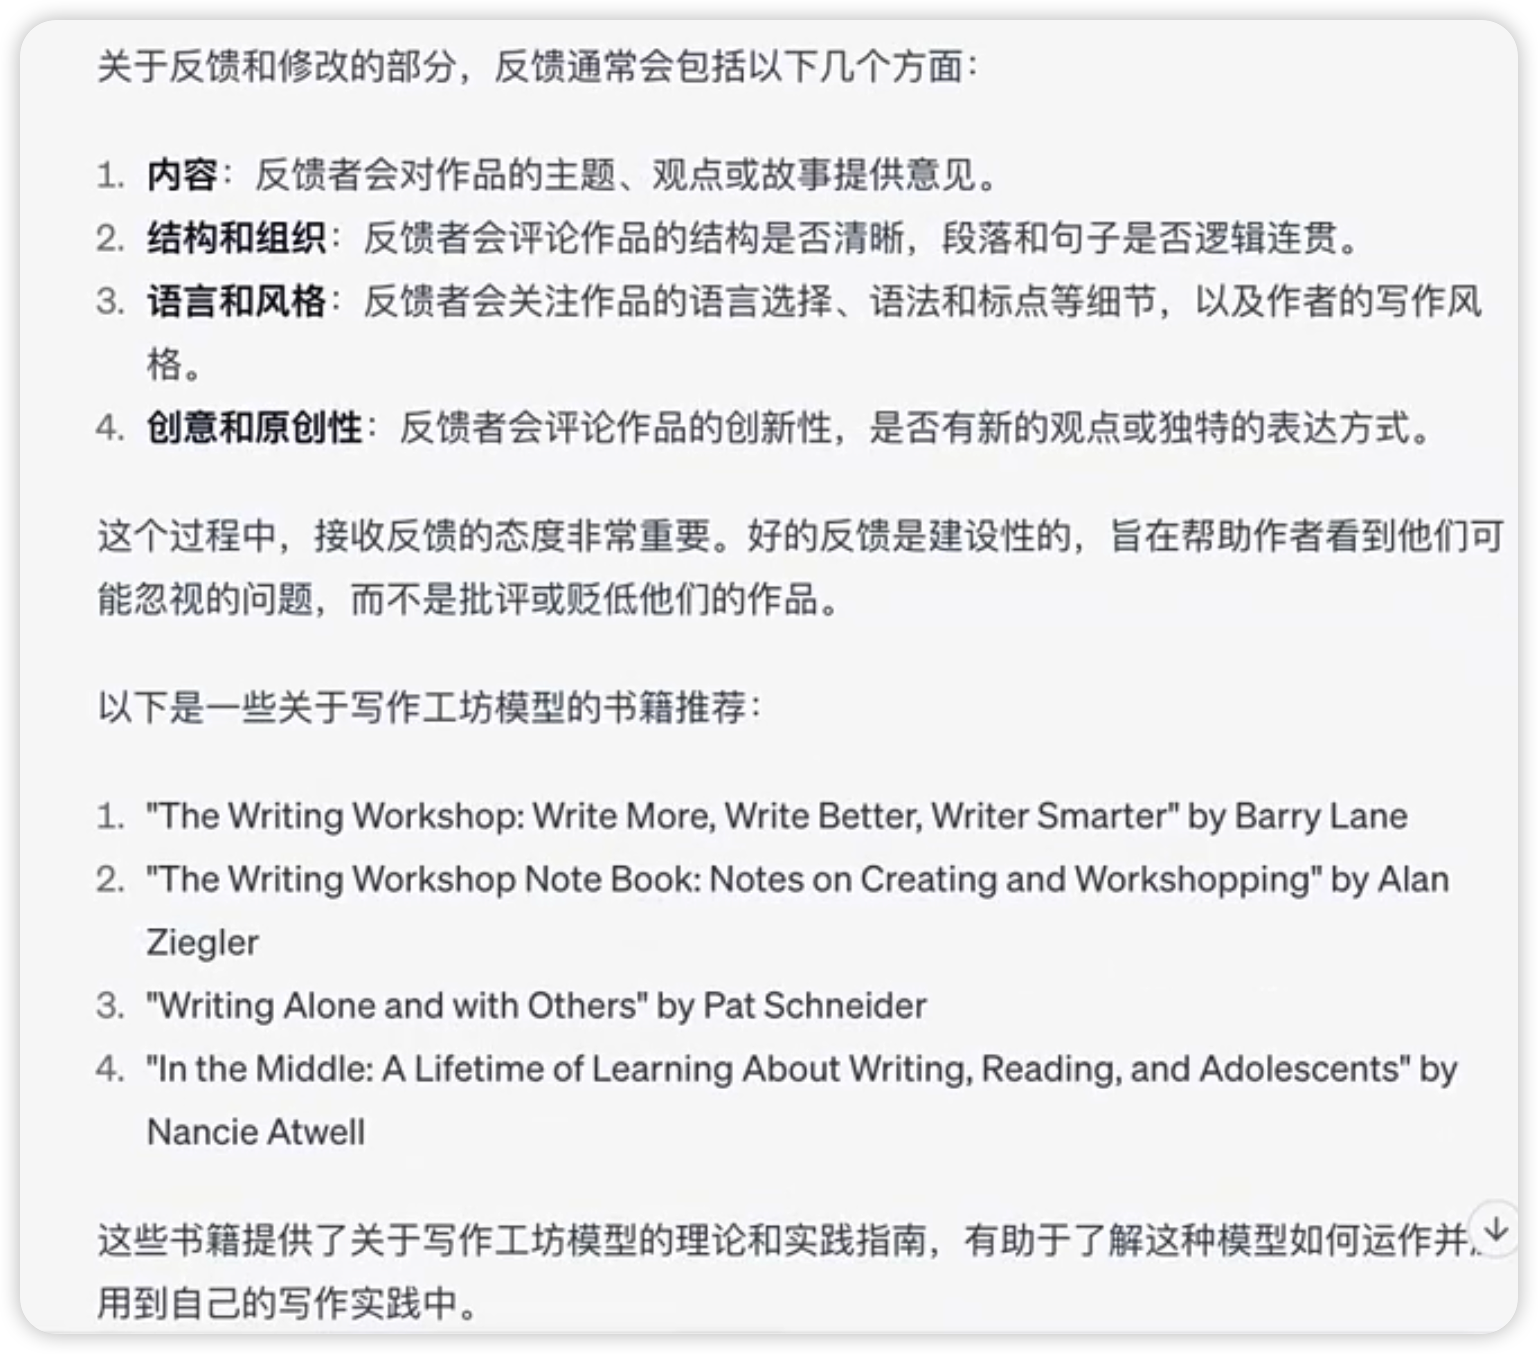 关于反馈和修改的部分，反馈通常会包括以下几个方面：
1. 内容：反馈者会对作品的主题、观点或故事提供意见。
2. 结构和组织：反馈者会评论作品的结构是否清晰，段落和句子是否逻辑连贯。
3. 语言和风格：反馈者会关注作品的语言选择、语法和标点等细节，以及作者的写作风
格。
4. 创意和原创性：反馈者会评论作品的创新性，是否有新的观点或独特的表达方式。
这个过程中，接收反馈的态度非常重要。好的反馈是建设性的，旨在帮助作者看到他们可
能忽视的问题，而不是批评或贬低他们的作品。
以下是一些关于写作工坊模型的书籍推荐：
1. "The Writing Workshop: Write More, Write Better, Writer Smarter" by Barry Lane
2. "The Writing Workshop Note Book: Notes on Creating and Workshopping" by Alan
Ziegler
3. "Writing Alone and with Others" by Pat Schneider
4. "In the Middle: A Lifetime of Learning About Writing, Reading, and Adolescents" by
Nancie Atwell
这些书籍提供了关于写作工坊模型的理论和实践指南，有助于了解这种模型如何运作并
用到自己的写作实践中。